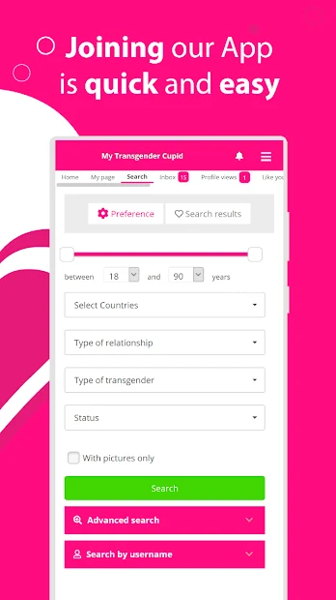 Joining our App
is quick and easy
My Transgender Cupid
Home My page Search Inbox 15 Profile views 1 Like you
Preference Search results
between 18 and 90 years
Select Countries
Type of relationship
Type of transgender
Status
With pictures only
Search
Advanced search
Search by username